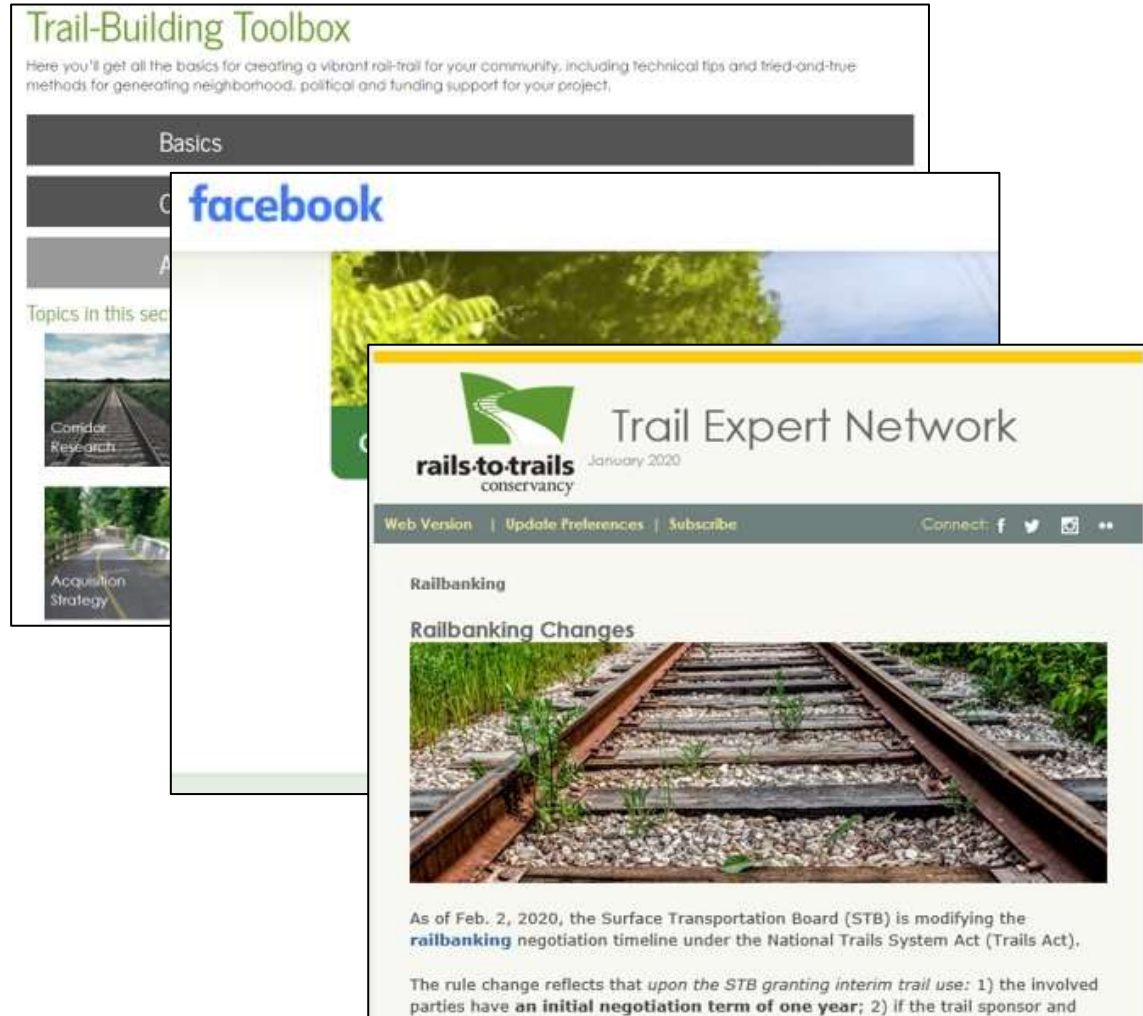 Trail-Building Toolbox
Here you'll get all the basics for creating a vibrant rail-trail for your community, including technical tips and tried-and-true
methods for generating neighborhood, political and funding support for your project.
Basics
C
facebook
A
Topics in this sec
Corridor
Research
Acquisition
Strategy
C
rails-to-trails
conservancy
Trail Expert Network
January 2020
Web Version | Update Preferences | Subscribe
Connect:
Railbanking
Railbanking Changes
As of Feb. 2, 2020, the Surface Transportation Board (STB) is modifying the
railbanking negotiation timeline under the National Trails System Act (Trails Act).
The rule change reflects that upon the STB granting interim trail use: 1) the involved
parties have an initial negotiation term of one year; 2) if the trail sponsor and